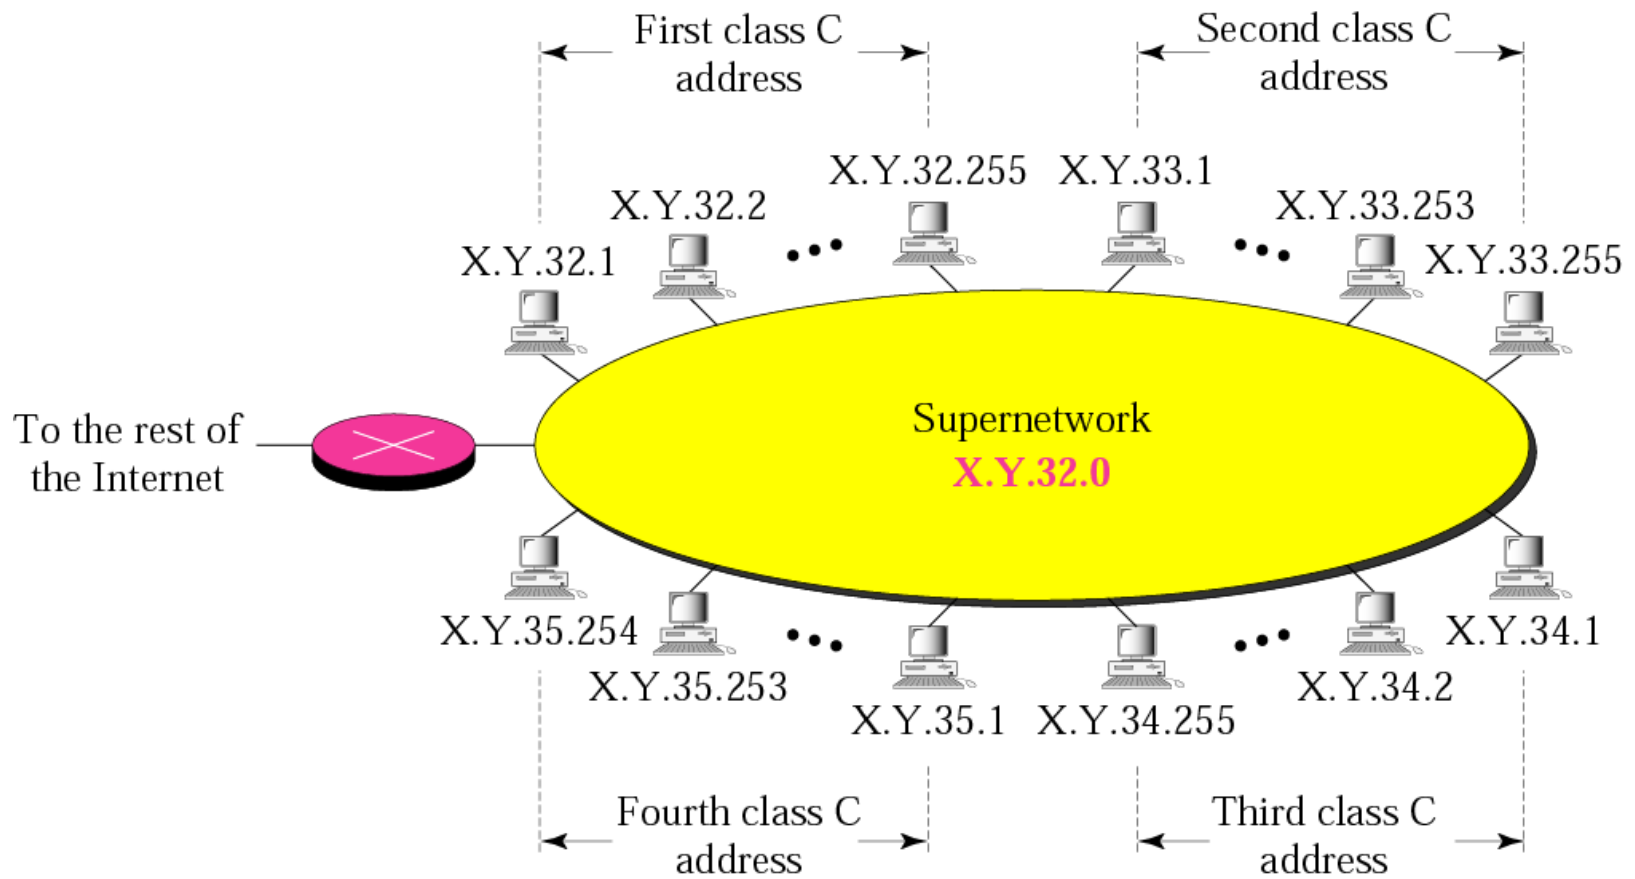 First class C
address
Second class C
address
X.Y.32.255
X.Y.33.1
X.Y.32.2
X.Y.33.253
X.Y.32.1
X.Y.33.255
To the rest of
the Internet
Supernetwork
X.Y.32.0
X.Y.35.254
X.Y.34.1
X.Y.35.253
X.Y.34.2
X.Y.35.1
X.Y.34.255
Fourth class C
address
Third class C
address